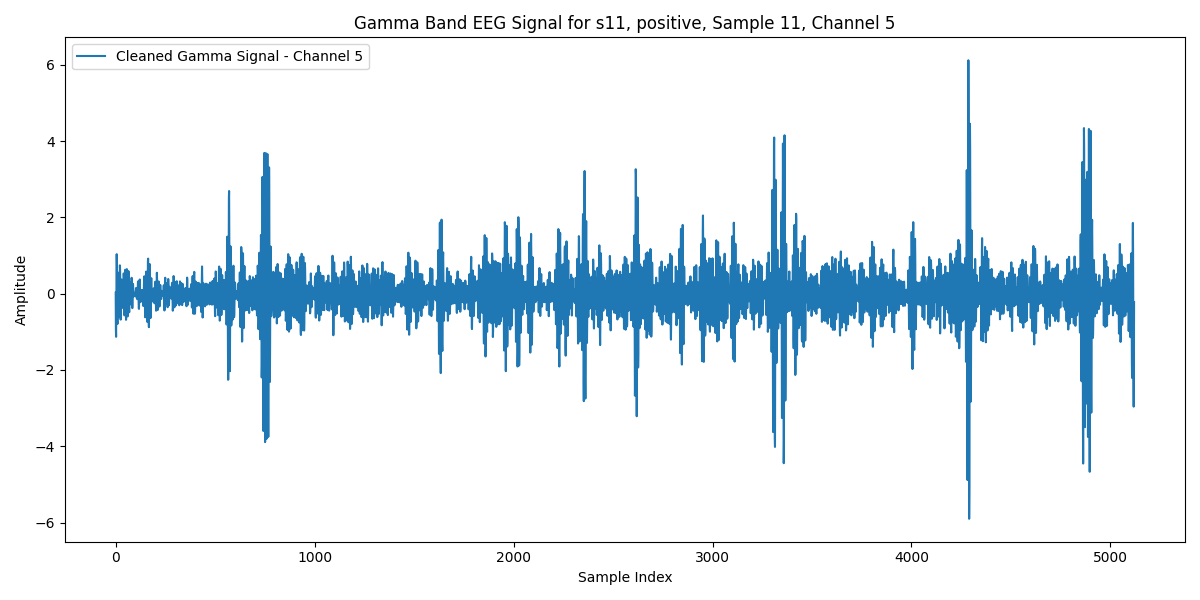 Gamma Band EEG Signal for s11, positive, Sample 11, Channel 5
Cleaned Gamma Signal - Channel 5
6
4
2
0
−2
−4
−6
Amplitude
0 1000 2000 3000 4000 5000
Sample Index